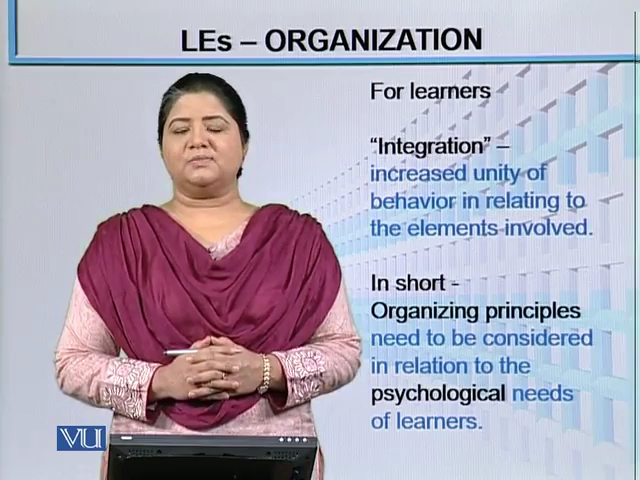 LEs – ORGANIZATION
For learners
“Integration” –
increased unity of
behavior in relating to
the elements involved.
In short -
Organizing principles
need to be considered
in relation to the
psychological needs
of learners.
VU